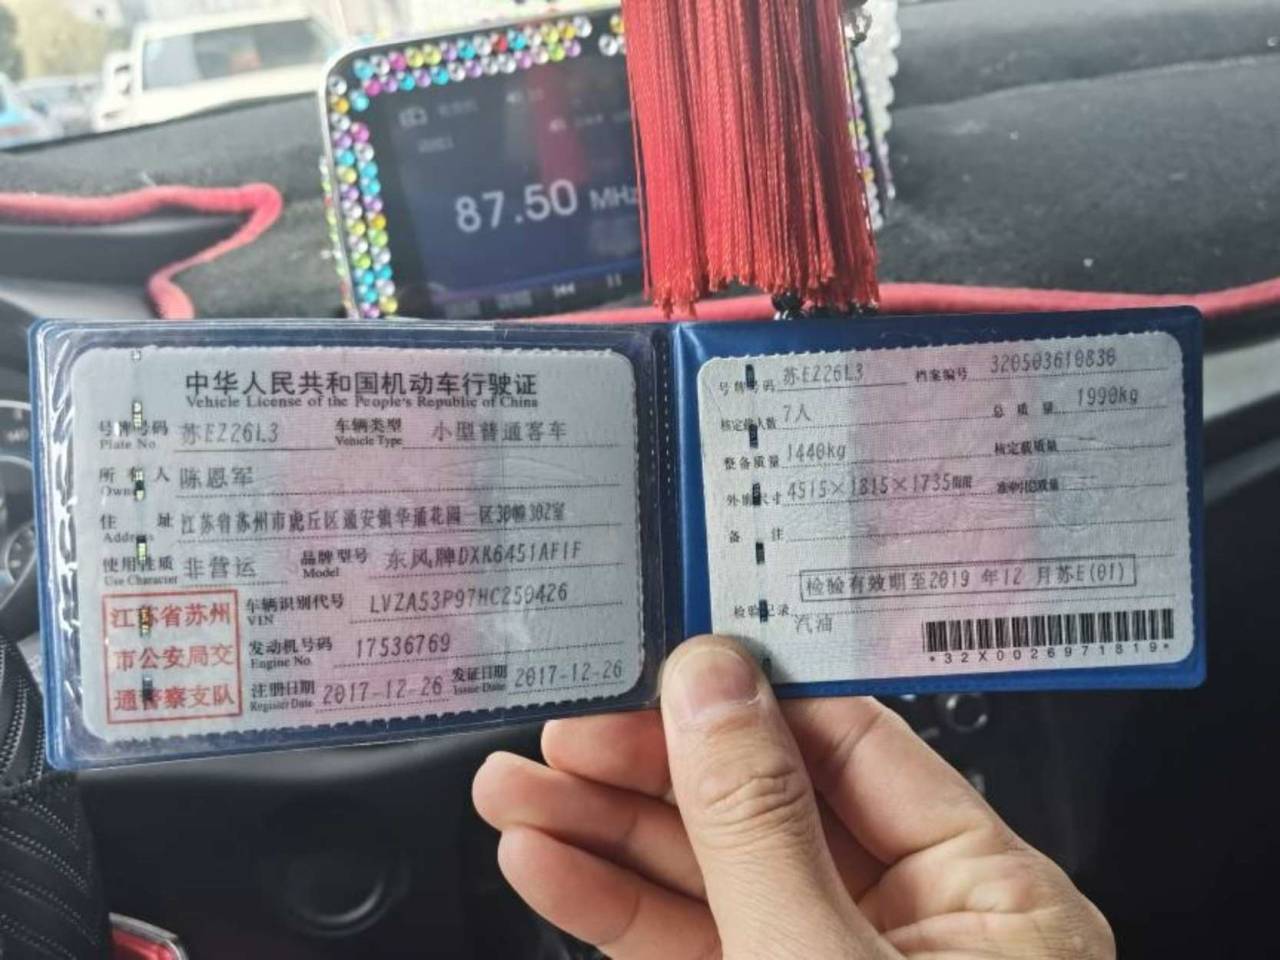 87.50 MHz
中华人民共和国机动车行驶证
Vehicle License of the People's Republic of China
号牌号码 苏EZ26L3 车辆类型 小型普通客车
Plate No. Vehicle Type
所有人 陈恩军
Owner
住址 江苏省苏州市虎丘区通安镇华通花园一区30幢302室
Address
使用性质 非营运 品牌型号 东风牌DXK6451AF1F
Use Character Model
江苏省苏州
市公安局交
通警察支队
车辆识别代号 LVZA53P97HC250426
VIN
发动机号码 17536769
Engine No.
注册日期 2017-12-26 发证日期 2017-12-26
Register Date Issue Date
号牌号码 苏EZ26L3 档案编号 320503610830
核定载人数 7人 总质量 1990kg
整备质量 1440kg 核定载质量
外廓尺寸 4515×1815×1735mm 准牵引总质量
备注
检验有效期至2019年12月苏E(01)
检验记录
汽油
*32X0026971819*